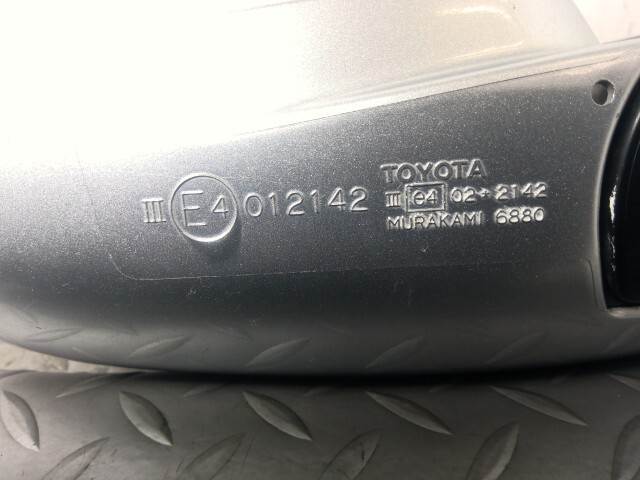 III E4 012142
TOYOTA
III e4 02*2142
MURAKAMI 6880